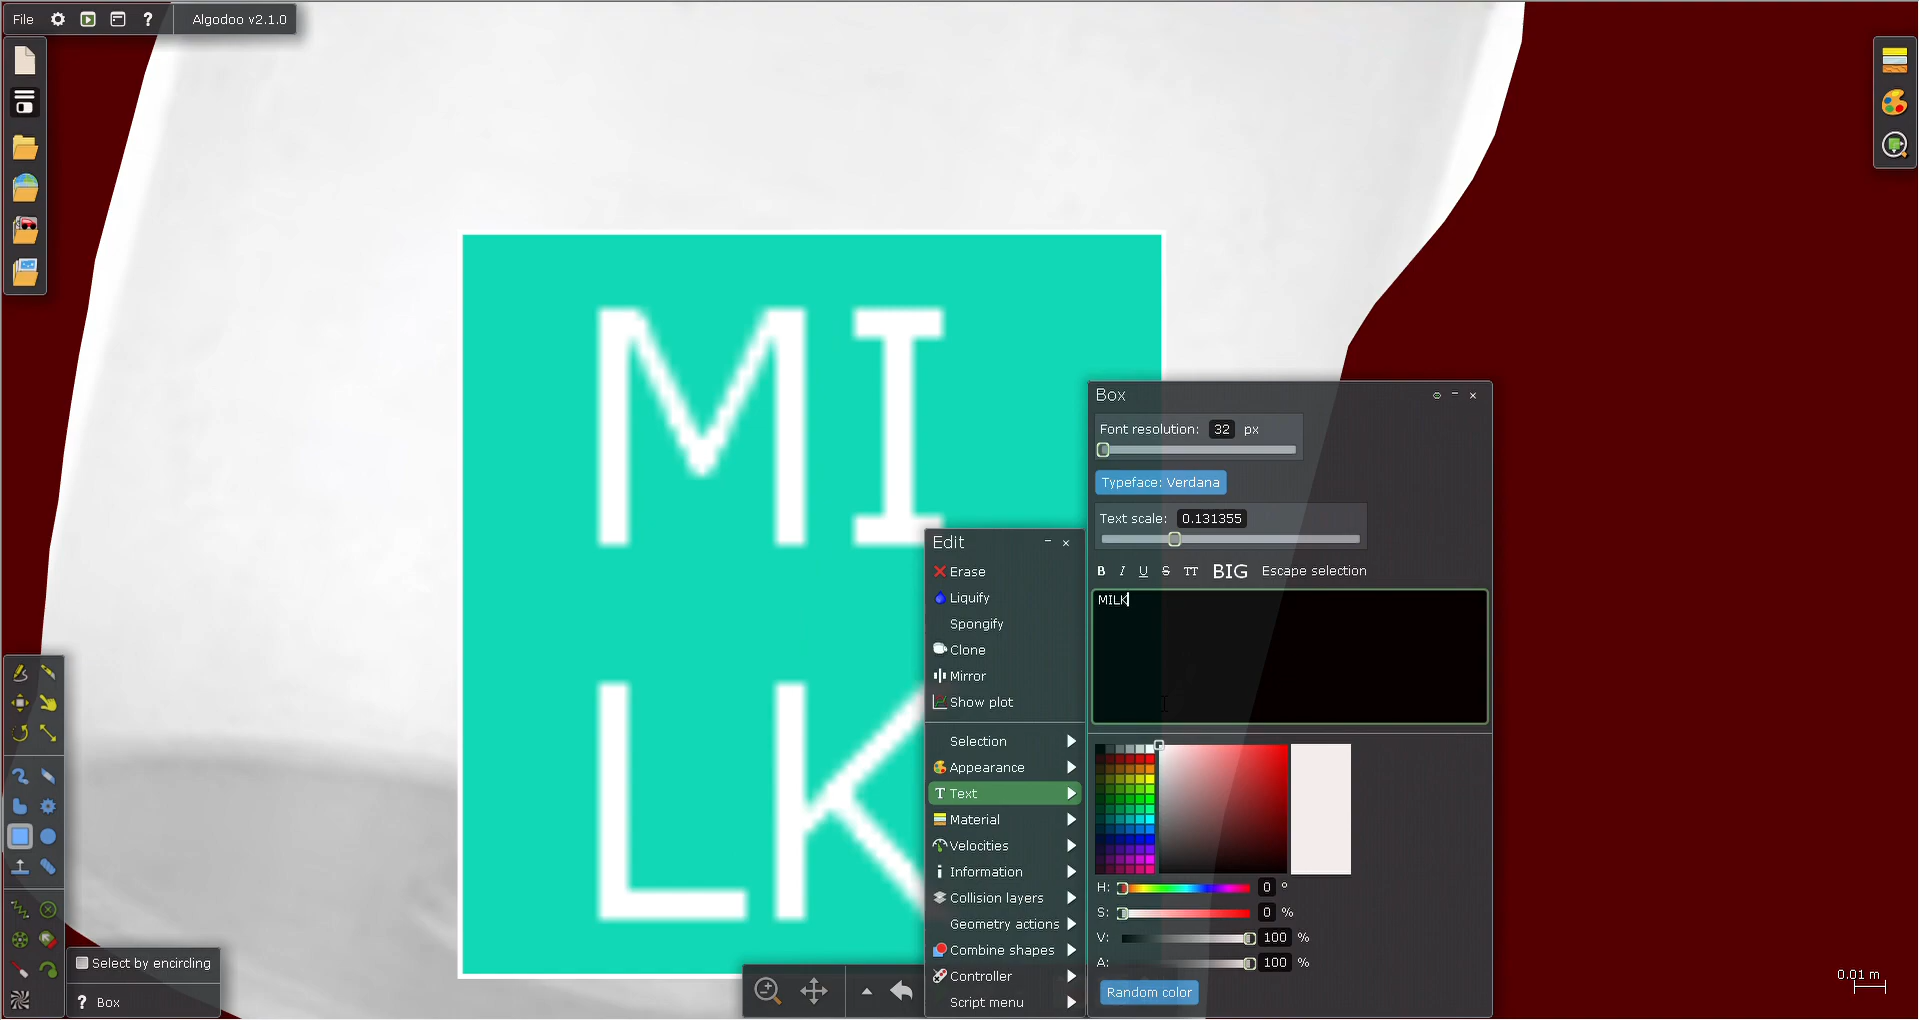 File
?
Algodoo v2.1.0
MI
LK
Edit
Erase
Liquify
Spongify
Clone
Mirror
Show plot
Selection
Appearance
T Text
Material
Velocities
Information
Collision layers
Geometry actions
Combine shapes
Controller
Script menu
Box
Font resolution: 32 px
Typeface: Verdana
Text scale: 0.131355
B I U S TT BIG Escape selection
MILK
H: 0 °
S: 0 %
V: 100 %
A: 100 %
Random color
Select by encircling
? Box
0.01 m